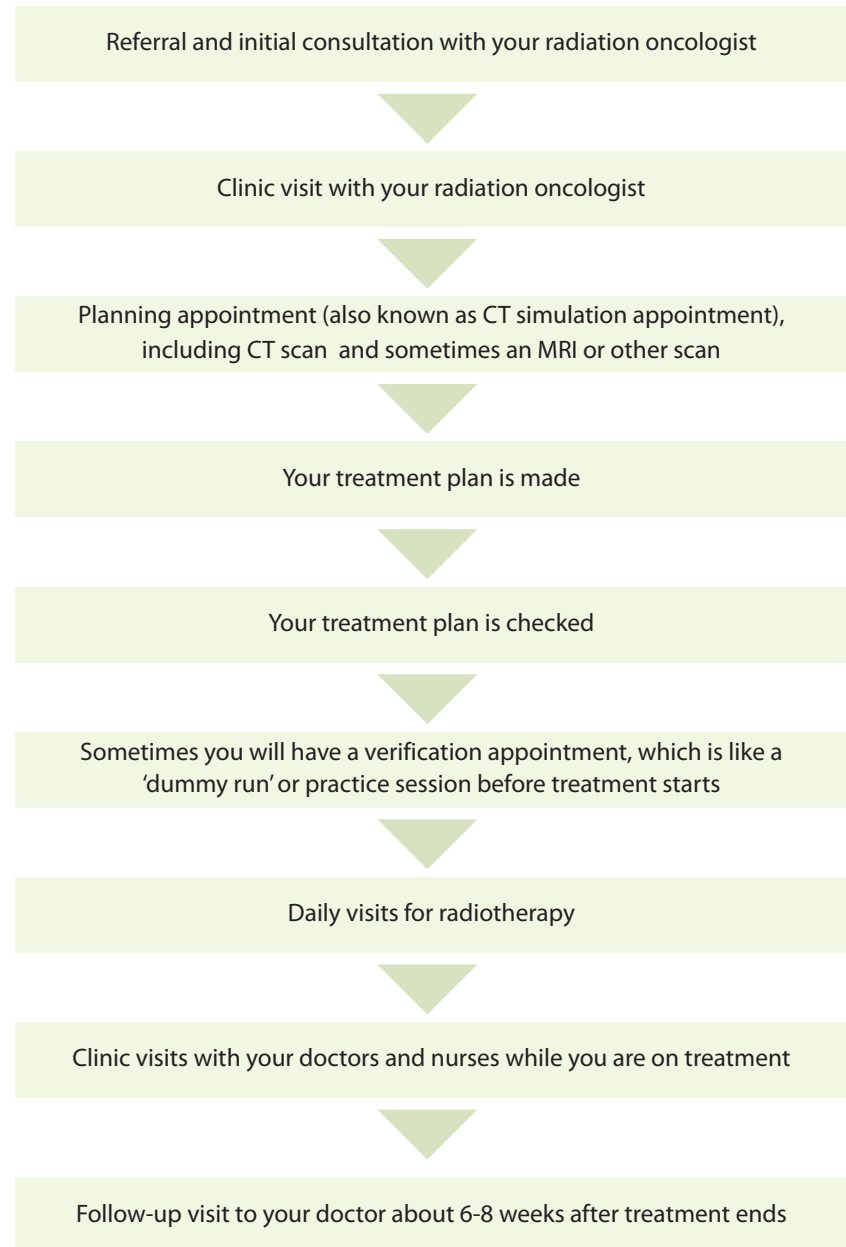 Referral and initial consultation with your radiation oncologist
Clinic visit with your radiation oncologist
Planning appointment (also known as CT simulation appointment),
including CT scan and sometimes an MRI or other scan
Your treatment plan is made
Your treatment plan is checked
Sometimes you will have a verification appointment, which is like a
‘dummy run’ or practice session before treatment starts
Daily visits for radiotherapy
Clinic visits with your doctors and nurses while you are on treatment
Follow-up visit to your doctor about 6-8 weeks after treatment ends